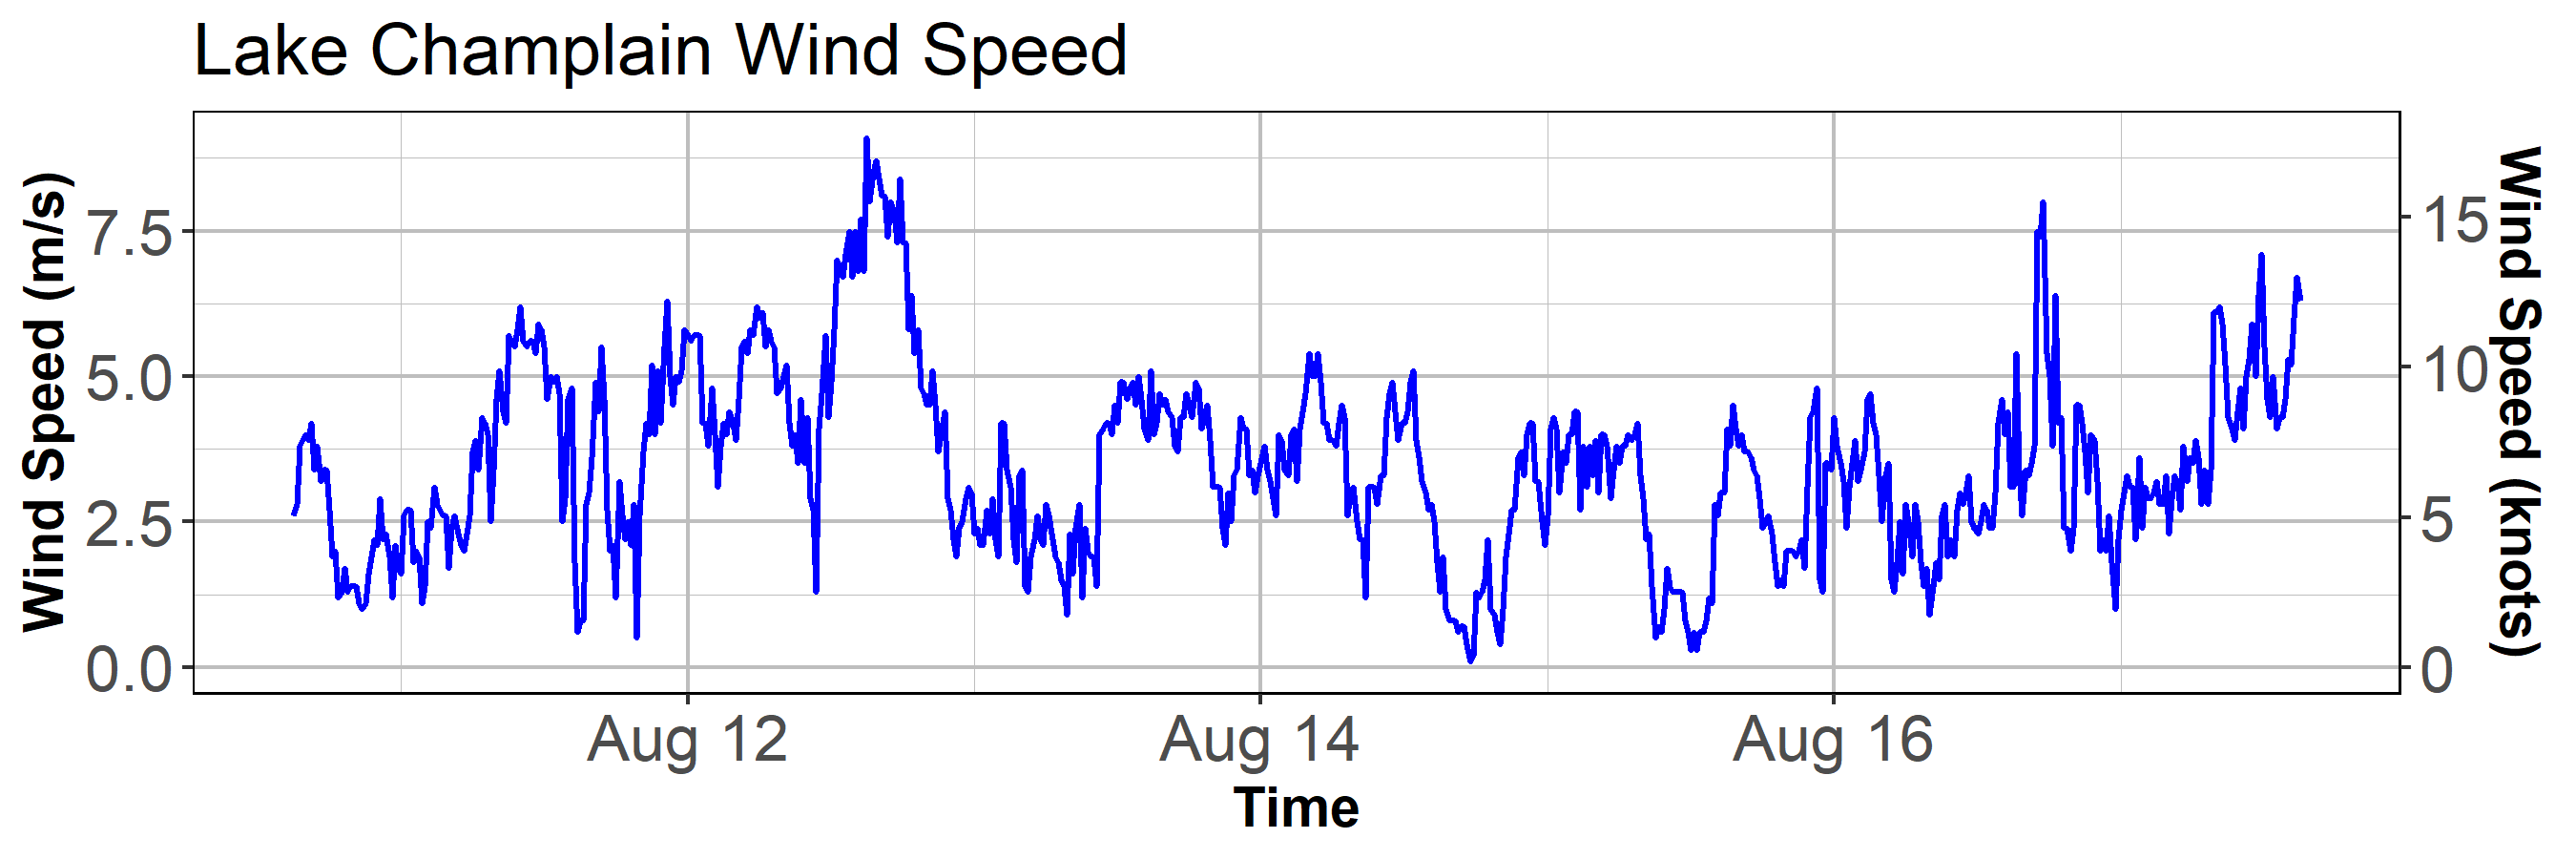 Lake Champlain Wind Speed
Wind Speed (m/s)
7.5
5.0
2.5
0.0
15
10
5
0
Wind Speed (knots)
Aug 12
Aug 14
Aug 16
Time